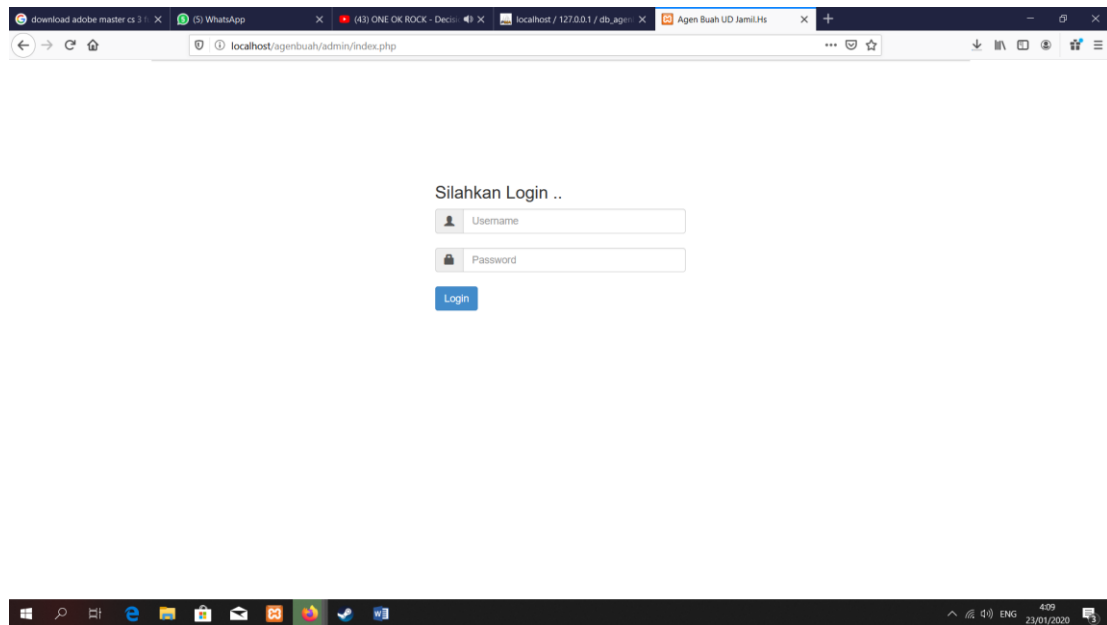 download adobe master cs 3 f
(5) WhatsApp
(43) ONE OK ROCK - Decisi
localhost / 127.0.0.1 / db_agen
Agen Buah UD Jamil.Hs
localhost/agenbuah/admin/index.php
Silahkan Login ..
Username
Password
Login
ENG
4:09
23/01/2020
3